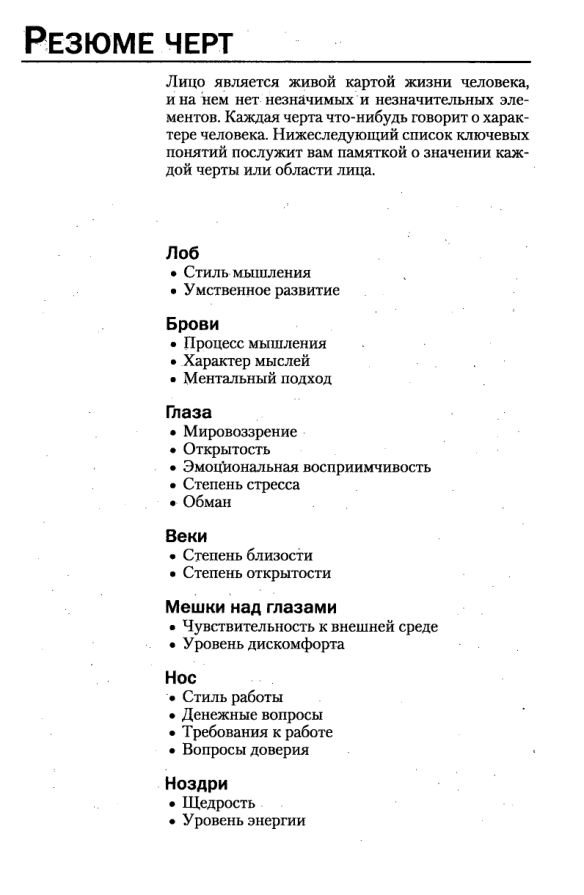 РЕЗЮМЕ ЧЕРТ
Лицо является живой картой жизни человека,
и на нем нет незначимых и незначительных эле-
ментов. Каждая черта что-нибудь говорит о харак-
тере человека. Нижеследующий список ключевых
понятий послужит вам памяткой о значении каж-
дой черты или области лица.
Лоб
• Стиль мышления
• Умственное развитие
Брови
• Процесс мышления
• Характер мыслей
• Ментальный подход
Глаза
• Мировоззрение
• Открытость
• Эмоциональная восприимчивость
• Степень стресса
• Обман
Веки
• Степень близости
• Степень открытости
Мешки над глазами
• Чувствительность к внешней среде
• Уровень дискомфорта
Нос
• Стиль работы
• Денежные вопросы
• Требования к работе
• Вопросы доверия
Ноздри
• Щедрость
• Уровень энергии